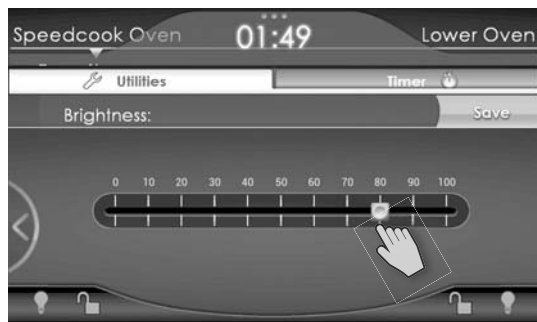 Speedcook Oven 01:49 Lower Oven
Utilities Timer
Brightness: Save
0 10 20 30 40 50 60 70 80 90 100